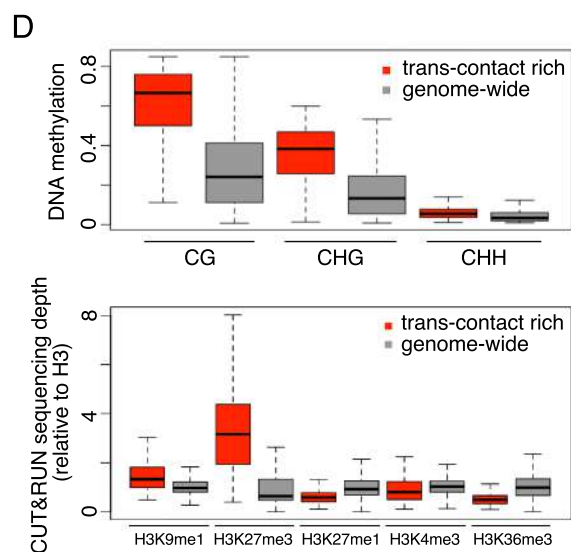 D
DNA methylation
0.8
0.4
0
trans-contact rich
genome-wide
CG
CHG
CHH
CUT&RUN sequencing depth
(relative to H3)
8
4
0
trans-contact rich
genome-wide
H3K9me1
H3K27me3
H3K27me1
H3K4me3
H3K36me3